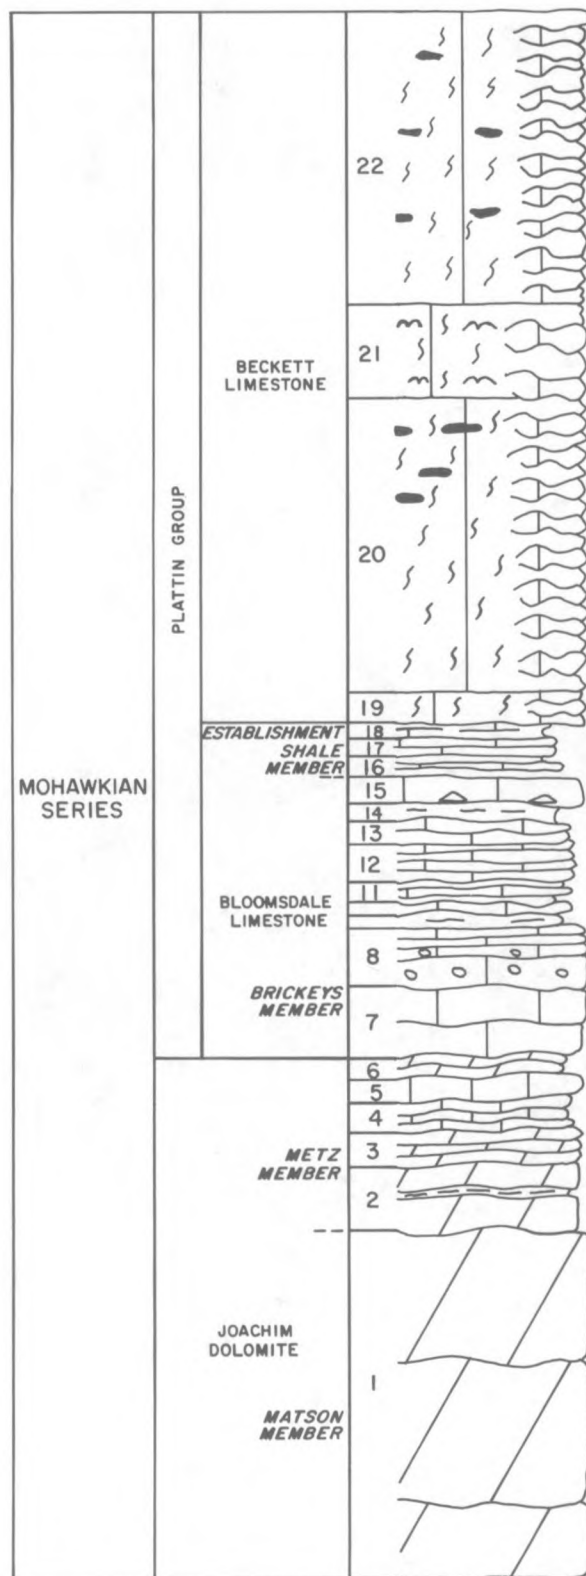 MOHAWKIAN
SERIES
PLATTIN GROUP
BECKETT
LIMESTONE
ESTABLISHMENT
SHALE
MEMBER
BLOOMSDALE
LIMESTONE
BRICKEYS
MEMBER
METZ
MEMBER
JOACHIM
DOLOMITE
MATSON
MEMBER
22
21
20
19
18
17
16
15
14
13
12
11
8
7
6
5
4
3
2
1